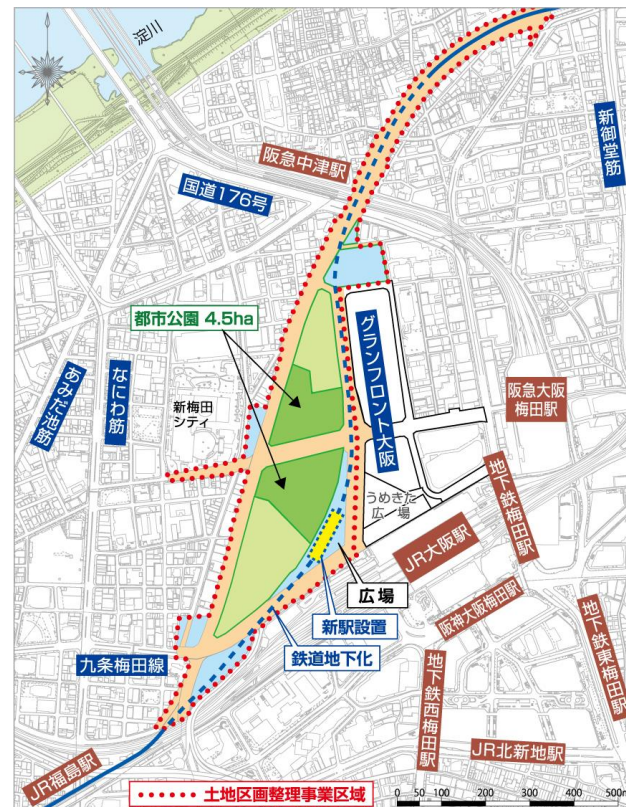 淀川
新御堂筋
阪急中津駅
国道176号
都市公園 4.5ha
グランフロント大阪
あみだ池筋
なにわ筋
新梅田
シティ
阪急大阪
梅田駅
うめきた
広場
地下鉄梅田駅
JR大阪駅
広場
新駅設置
阪神大阪梅田駅
地下鉄東梅田駅
鉄道地下化
九条梅田線
地下鉄西梅田駅
JR北新地駅
JR福島駅
土地区画整理事業区域
0 100 200 300 400 500m